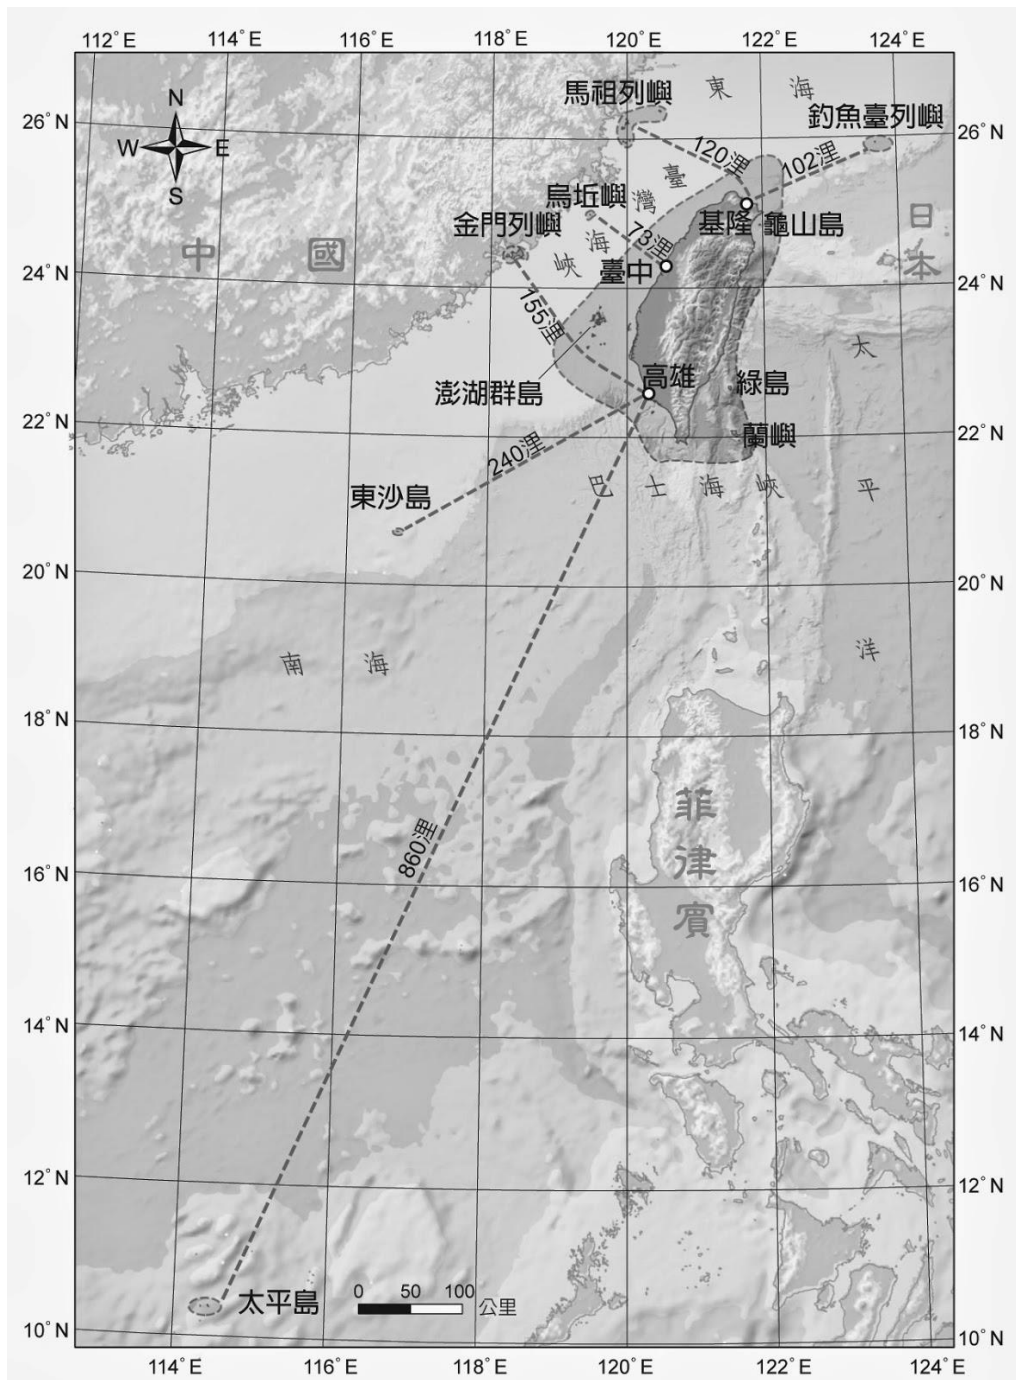 112°E 114°E 116°E 118°E 120°E 122°E 124°E
馬祖列嶼
東海
釣魚臺列嶼
26°N
26°N
N
W E
S
120浬
102浬
臺灣海峽
烏坵嶼
金門列嶼
基隆
龜山島
日本
中國
73浬
臺中
24°N
24°N
155浬
太平洋
澎湖群島
高雄
綠島
22°N
22°N
蘭嶼
240浬
巴士海峽
東沙島
20°N
20°N
南海
18°N
18°N
菲律賓
860浬
16°N
16°N
14°N
14°N
12°N
12°N
太平島
0 50 100
公里
10°N
10°N
114°E 116°E 118°E 120°E 122°E 124°E